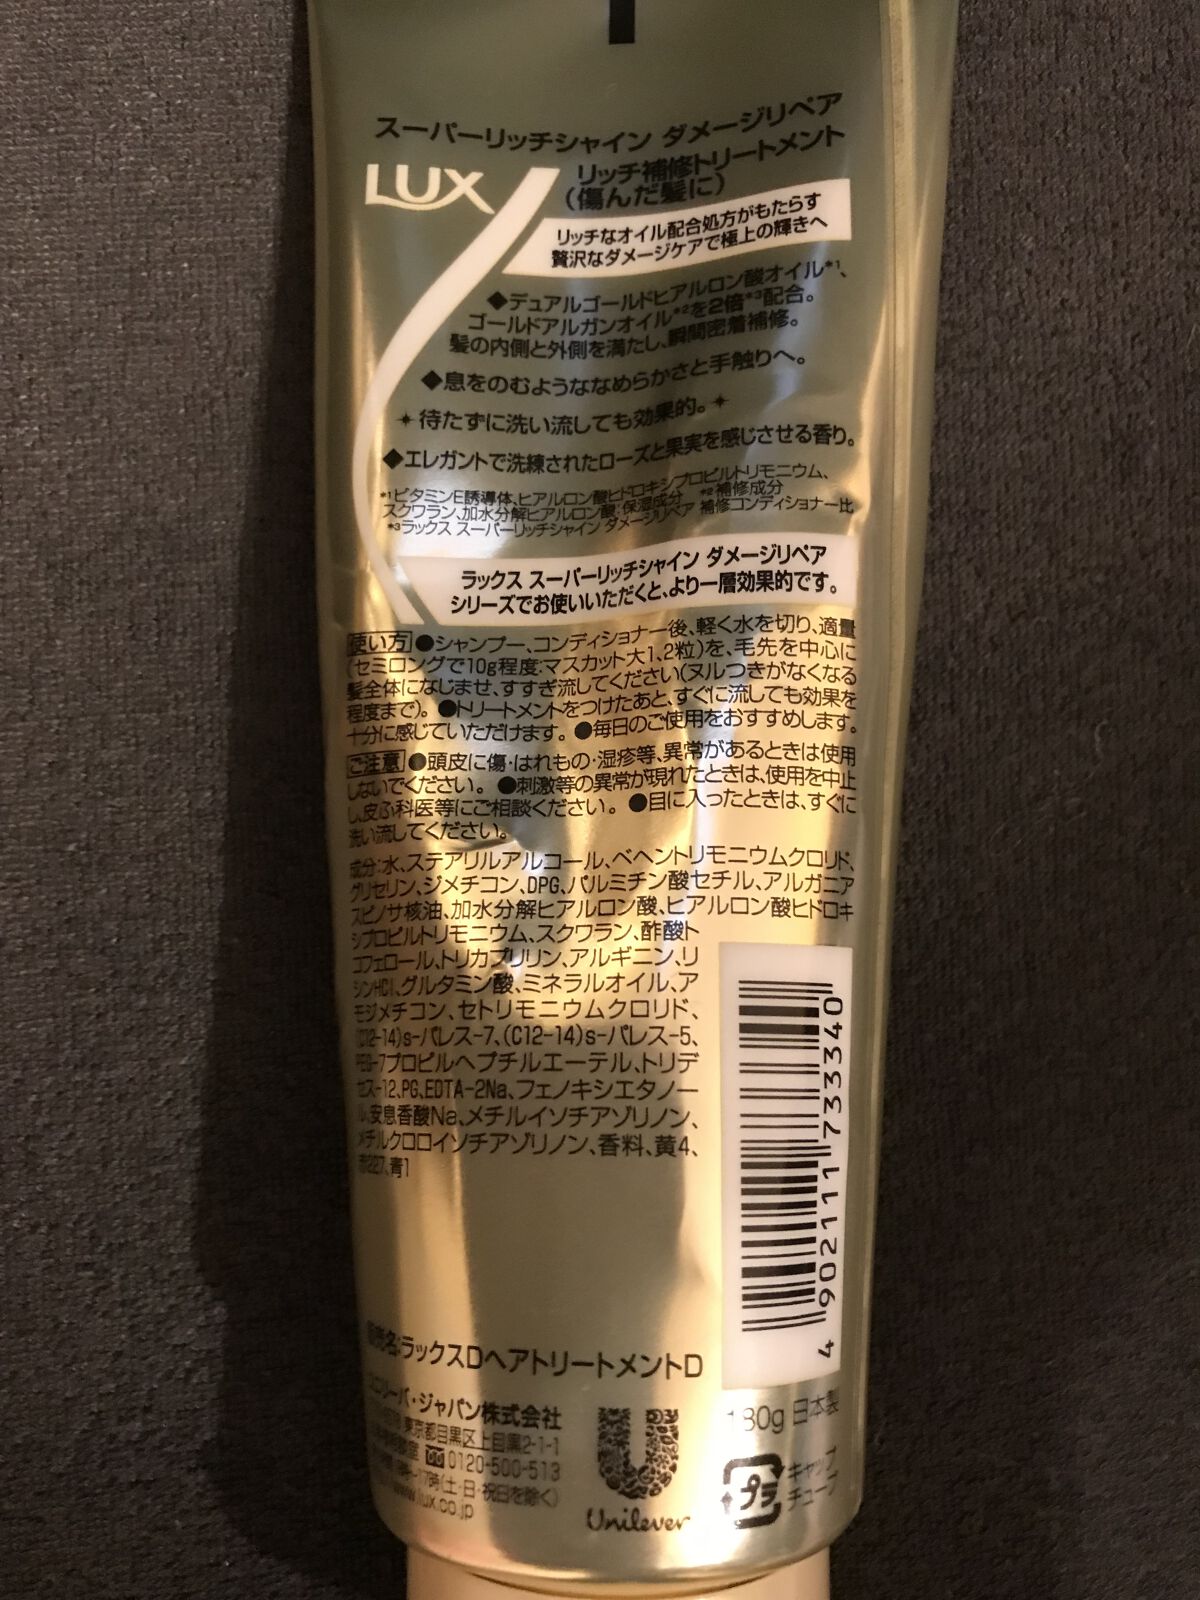 スーパーリッチシャイン ダメージリペア
LUX
リッチ補修トリートメント
(傷んだ髪に)
リッチなオイル配合処方がもたらす
贅沢なダメージケアで極上の輝きへ
◆デュアルゴールドヒアルロン酸オイル*1、
ゴールドアルガンオイル*2を2倍*3配合。
髪の内側と外側を満たし、瞬間密着補修。
◆息をのむようななめらかさと手触りへ。
✦待たずに洗い流しても効果的。✦
◆エレガントで洗練されたローズと果実を感じさせる香り。
*1ビタミンE誘導体、ヒアルロン酸ヒドロキシプロピルトリモニウム、
スクワラン、加水分解ヒアルロン酸:保湿成分 *2補修成分
*3ラックス スーパーリッチシャイン ダメージリペア 補修コンディショナー比
ラックス スーパーリッチシャイン ダメージリペア
シリーズでお使いいただくと、より一層効果的です。
使い方 ●シャンプー、コンディショナー後、軽く水を切り、適量
(セミロングで10g程度:マスカット大1、2粒)を、毛先を中心に
髪全体になじませ、すすぎ流してください(ヌルつきがなくなる
程度まで)。 ●トリートメントをつけたあと、すぐに流しても効果を
十分に感じていただけます。 ●毎日のご使用をおすすめします。
ご注意 ●頭皮に傷・はれもの・湿疹等、異常があるときは使用
しないでください。 ●刺激等の異常が現れたときは、使用を中止
し、皮ふ科医等にご相談ください。 ●目に入ったときは、すぐに
洗い流してください。
成分:水、ステアリルアルコール、ベヘントリモニウムクロリド、
グリセリン、ジメチコン、DPG、パルミチン酸セチル、アルガニア
スピノサ核油、加水分解ヒアルロン酸、ヒアルロン酸ヒドロキ
シプロピルトリモニウム、スクワラン、酢酸ト
コフェロール、トリカプリリン、アルギニン、リ
シンHCl、グルタミン酸、ミネラルオイル、ア
モジメチコン、セトリモニウムクロリド、
(C12-14)s-パレス-7、(C12-14)s-パレス-5、
PEG-7プロピルヘプチルエーテル、トリデ
セス-12、PG、EDTA-2Na、フェノキシエタノー
ル、安息香酸Na、メチルイソチアゾリノン、
メチルクロロイソチアゾリノン、香料、黄4、
赤227、青1
4 902111 733340
販売名:ラックスDヘアトリートメントD
ユニリーバ・ジャパン株式会社
東京都目黒区上目黒2-1-1
0120-500-513
17時(土・日・祝日を除く)
www.lux.co.jp
Unilever
180g 日本製
プラ
キャップ
チューブ